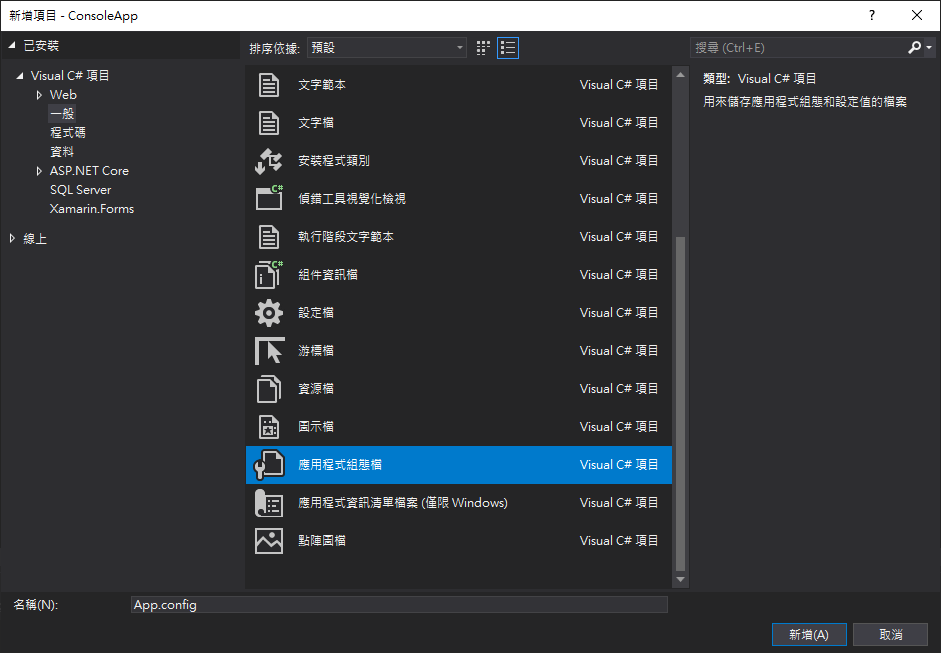 新增項目 - ConsoleApp
?
已安裝
排序依據: 預設
搜尋 (Ctrl+E)
Visual C# 項目
Web
一般
程式碼
資料
ASP.NET Core
SQL Server
Xamarin.Forms
線上
文字範本 Visual C# 項目
文字檔 Visual C# 項目
安裝程式類別 Visual C# 項目
C# 偵錯工具視覺化檢視 Visual C# 項目
執行階段文字範本 Visual C# 項目
C# 組件資訊檔 Visual C# 項目
設定檔 Visual C# 項目
游標檔 Visual C# 項目
資源檔 Visual C# 項目
圖示檔 Visual C# 項目
應用程式組態檔 Visual C# 項目
應用程式資訊清單檔案 (僅限 Windows) Visual C# 項目
點陣圖檔 Visual C# 項目
類型: Visual C# 項目
用來儲存應用程式組態和設定值的檔案
名稱(N): App.config
新增(A) 取消